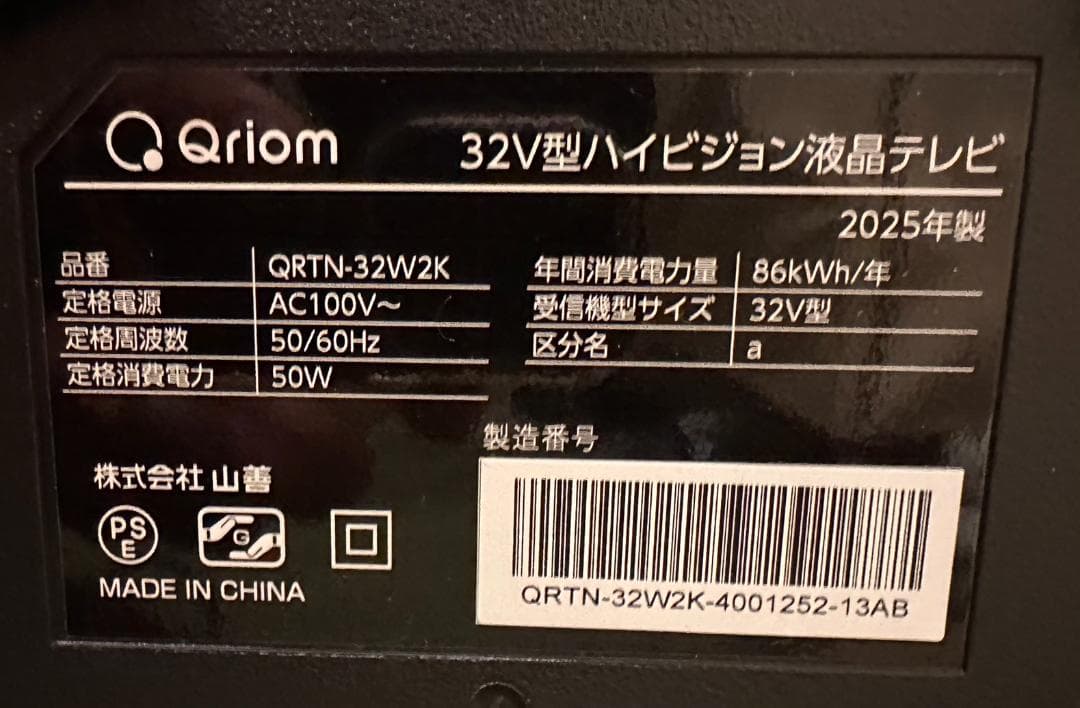 Qriom
32V型ハイビジョン液晶テレビ
2025年製
品番 QRTN-32W2K
定格電源 AC100V～
定格周波数 50/60Hz
定格消費電力 50W
年間消費電力量 86kWh/年
受信機型サイズ 32V型
区分名 a
製造番号
QRTN-32W2K-4001252-13AB
株式会社 山善
PS
E
G
MADE IN CHINA